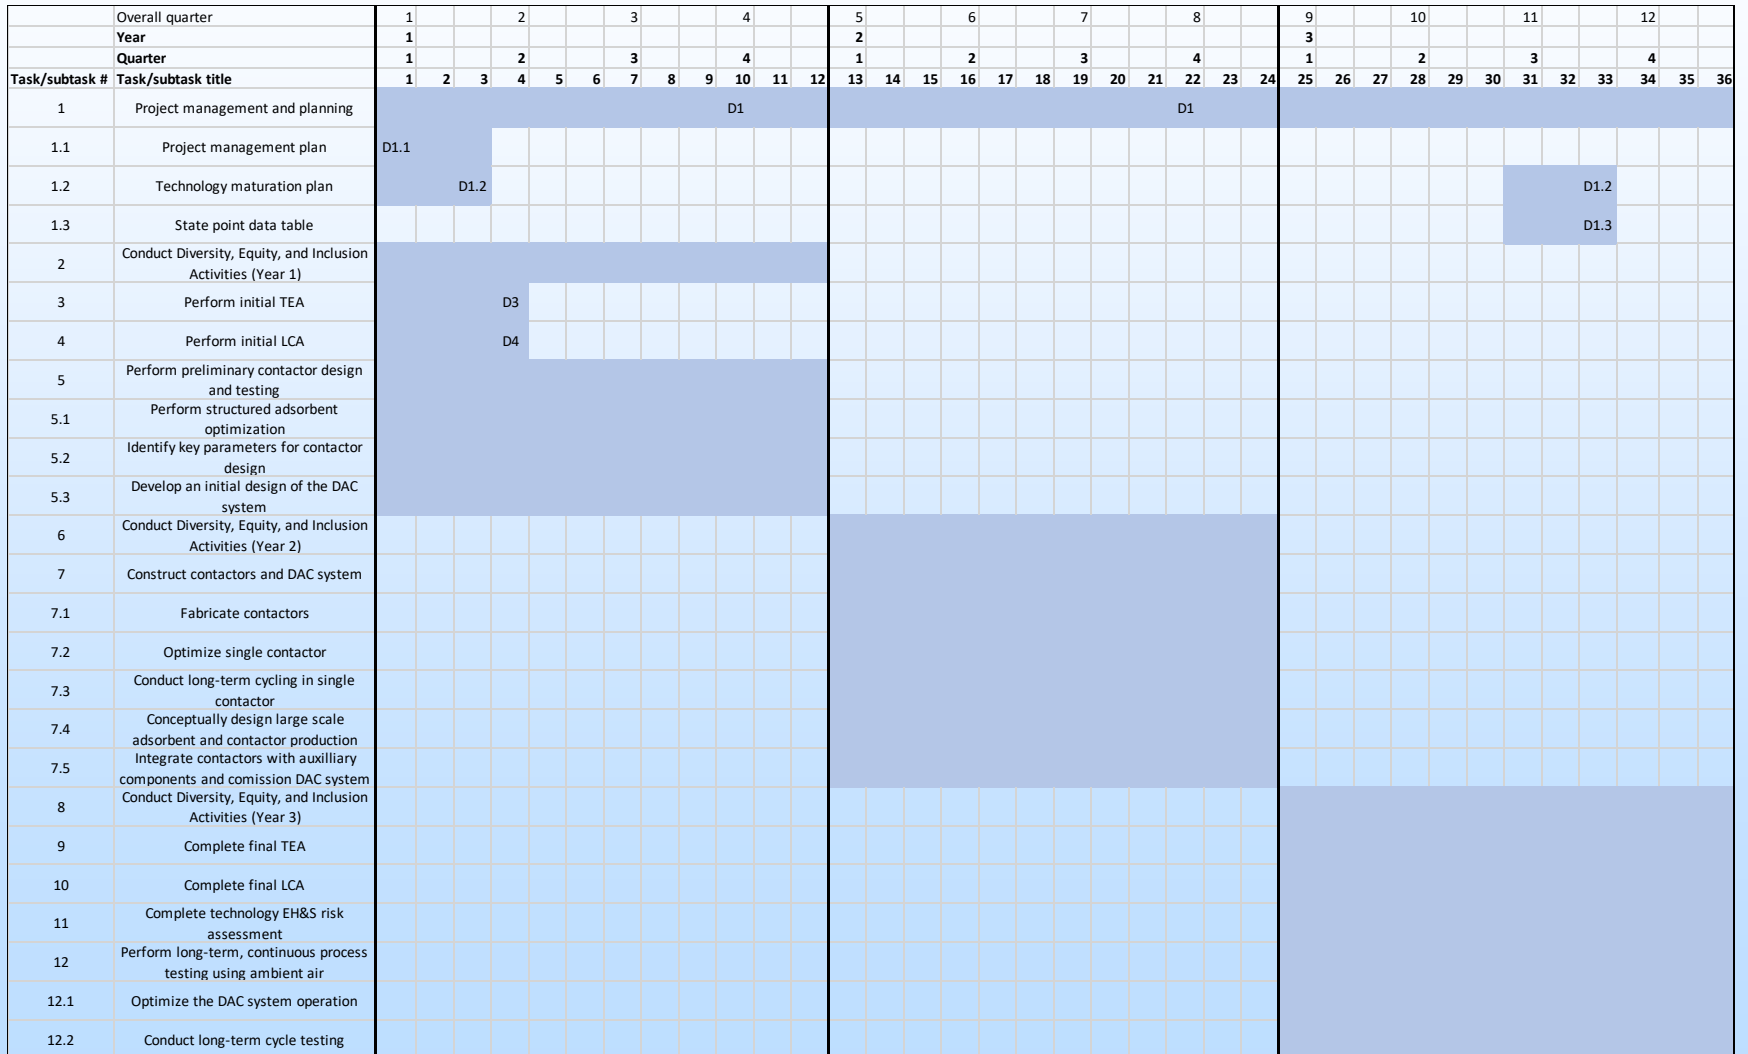 Overall quarter 1 2 3 4 5 6 7 8 9 10 11 12
Year 1 2 3
Quarter 1 2 3 4 1 2 3 4 1 2 3 4
Task/subtask # Task/subtask title 1 2 3 4 5 6 7 8 9 10 11 12 13 14 15 16 17 18 19 20 21 22 23 24 25 26 27 28 29 30 31 32 33 34 35 36
1 Project management and planning D1 D1
1.1 Project management plan D1.1
1.2 Technology maturation plan D1.2 D1.2
1.3 State point data table D1.3
2 Conduct Diversity, Equity, and Inclusion
Activities (Year 1)
3 Perform initial TEA D3
4 Perform initial LCA D4
5 Perform preliminary contactor design
and testing
5.1 Perform structured adsorbent
optimization
5.2 Identify key parameters for contactor
design
5.3 Develop an initial design of the DAC
system
6 Conduct Diversity, Equity, and Inclusion
Activities (Year 2)
7 Construct contactors and DAC system
7.1 Fabricate contactors
7.2 Optimize single contactor
7.3 Conduct long-term cycling in single
contactor
7.4 Conceptually design large scale
adsorbent and contactor production
7.5 Integrate contactors with auxilliary
components and comission DAC system
8 Conduct Diversity, Equity, and Inclusion
Activities (Year 3)
9 Complete final TEA
10 Complete final LCA
11 Complete technology EH&S risk
assessment
12 Perform long-term, continuous process
testing using ambient air
12.1 Optimize the DAC system operation
12.2 Conduct long-term cycle testing